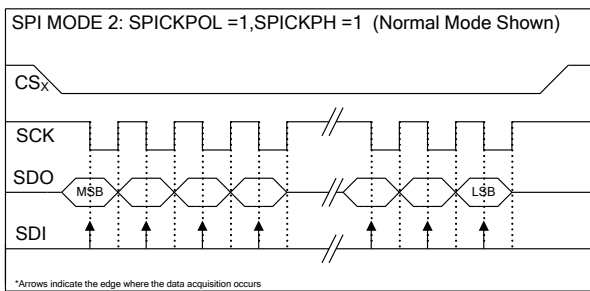 SPI MODE 2: SPICKPOL =1,SPICKPH =1 (Normal Mode Shown)
CSX
SCK
SDO
MSB
LSB
SDI
*Arrows indicate the edge where the data acquisition occurs